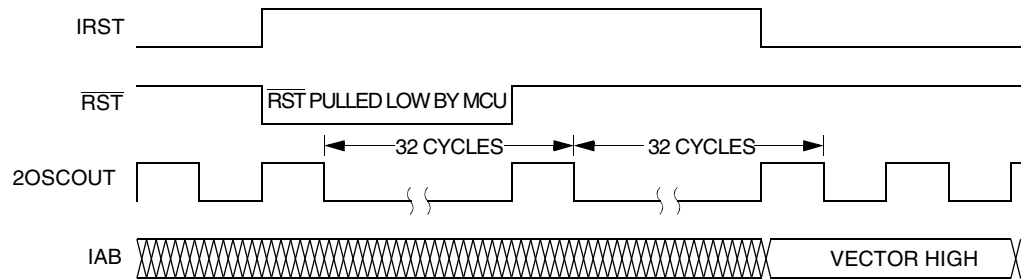 IRST
RST
RST PULLED LOW BY MCU
32 CYCLES
32 CYCLES
2OSCOUT
IAB
VECTOR HIGH